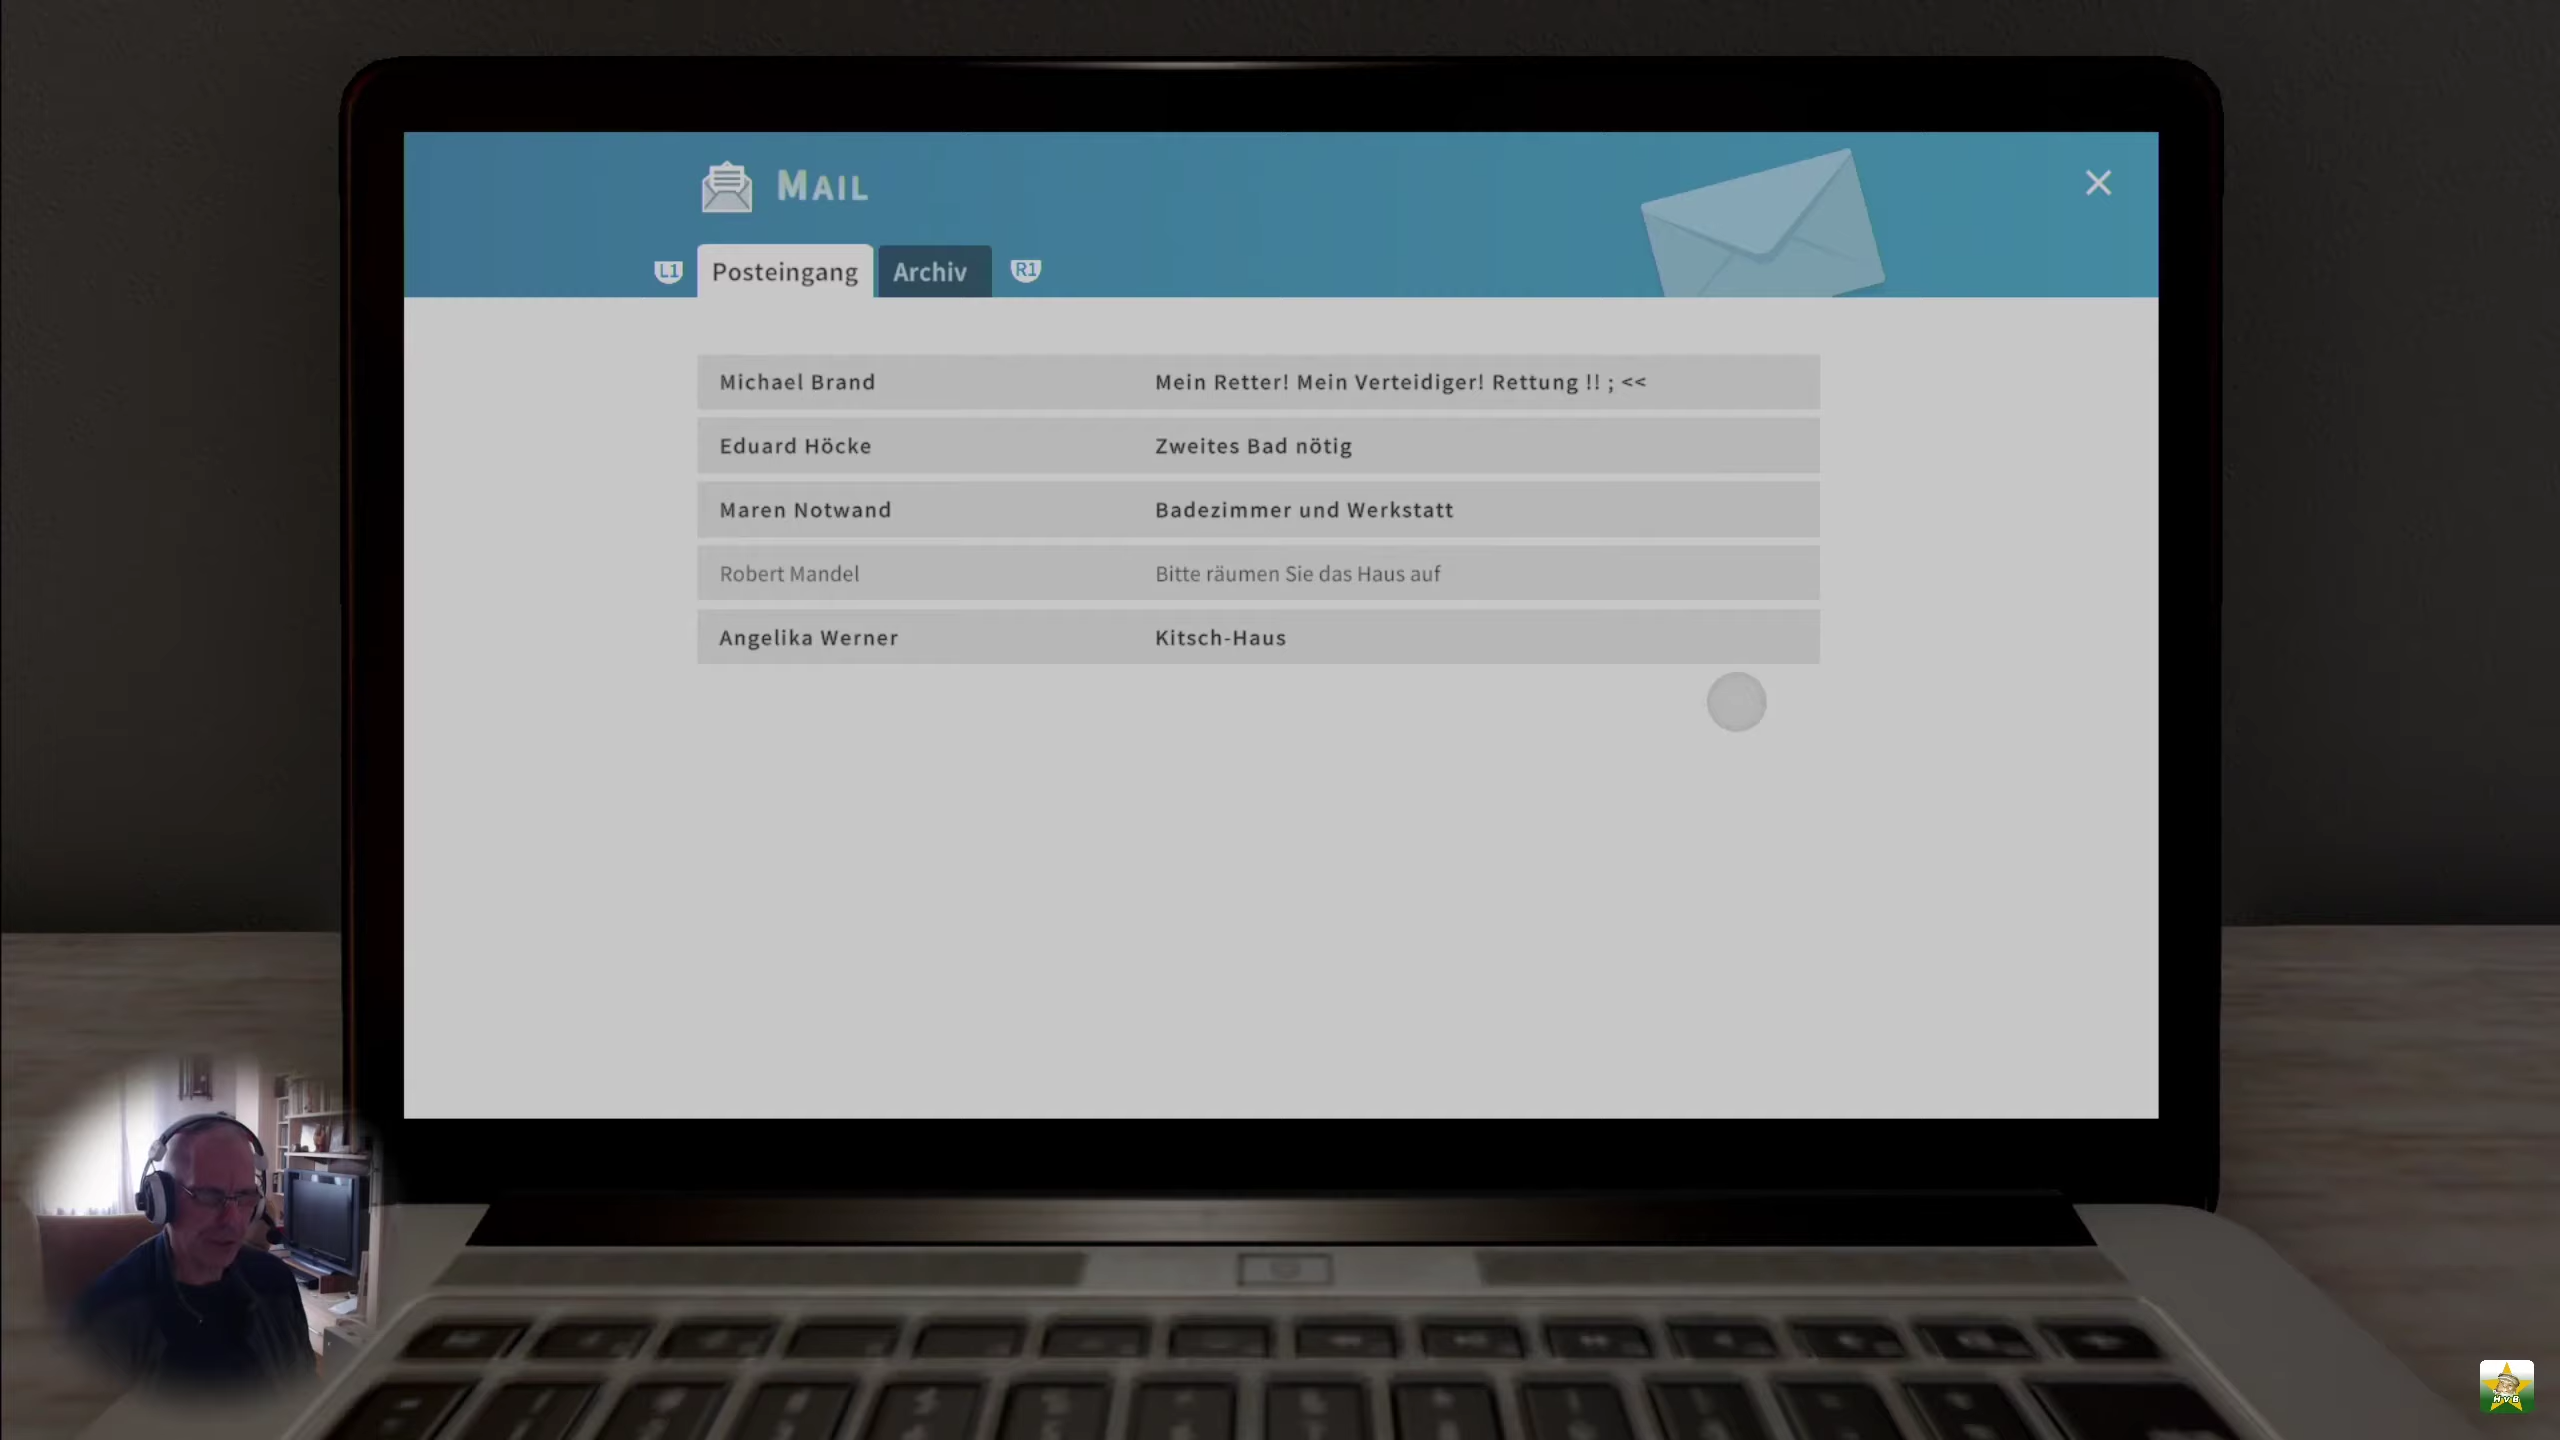 MAIL
L1 Posteingang Archiv R1
Michael Brand Mein Retter! Mein Verteidiger! Rettung !! ; <<
Eduard Höcke Zweites Bad nötig
Maren Notwand Badezimmer und Werkstatt
Robert Mandel Bitte räumen Sie das Haus auf
Angelika Werner Kitsch-Haus
HVB